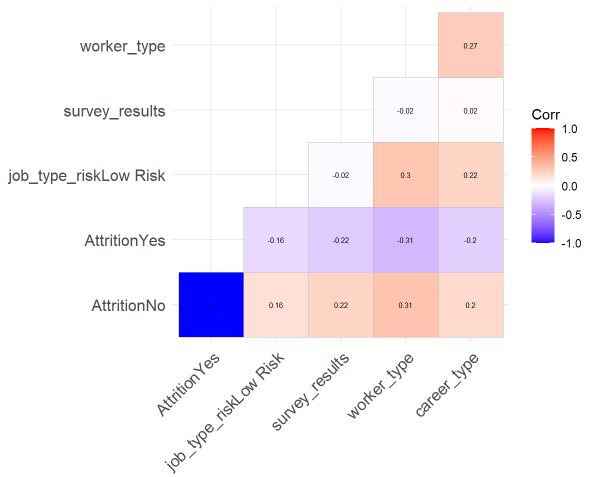 worker_type
0.27
survey_results
-0.02
0.02
Corr
1.0
0.5
0.0
-0.5
-1.0
job_type_riskLow Risk
-0.02
0.3
0.22
AttritionYes
-0.16
-0.22
-0.31
-0.2
AttritionNo
-1
0.16
0.22
0.31
0.2
AttritionYes
job_type_riskLow Risk
survey_results
worker_type
career_type